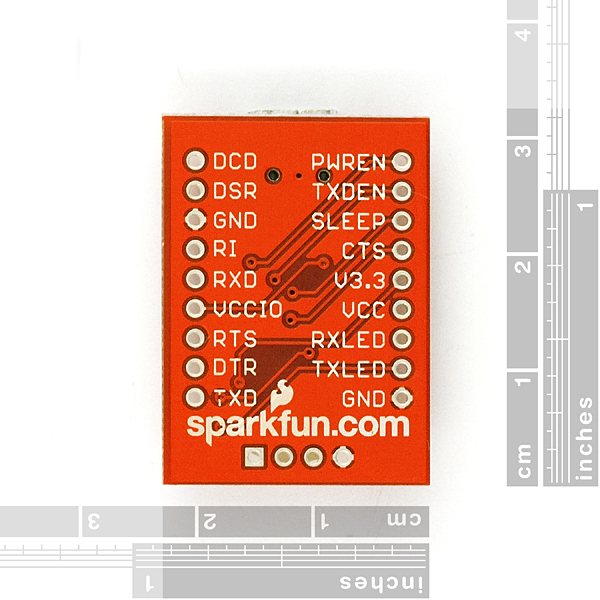 DCD PWREN
DSR TXDEN
GND SLEEP
RI CTS
RXD V3.3
VCCIO VCC
RTS RXLED
DTR TXLED
TXD GND
sparkfun.com
4
3
2
1
cm
1
inches
3 2 1 cm
1 inches